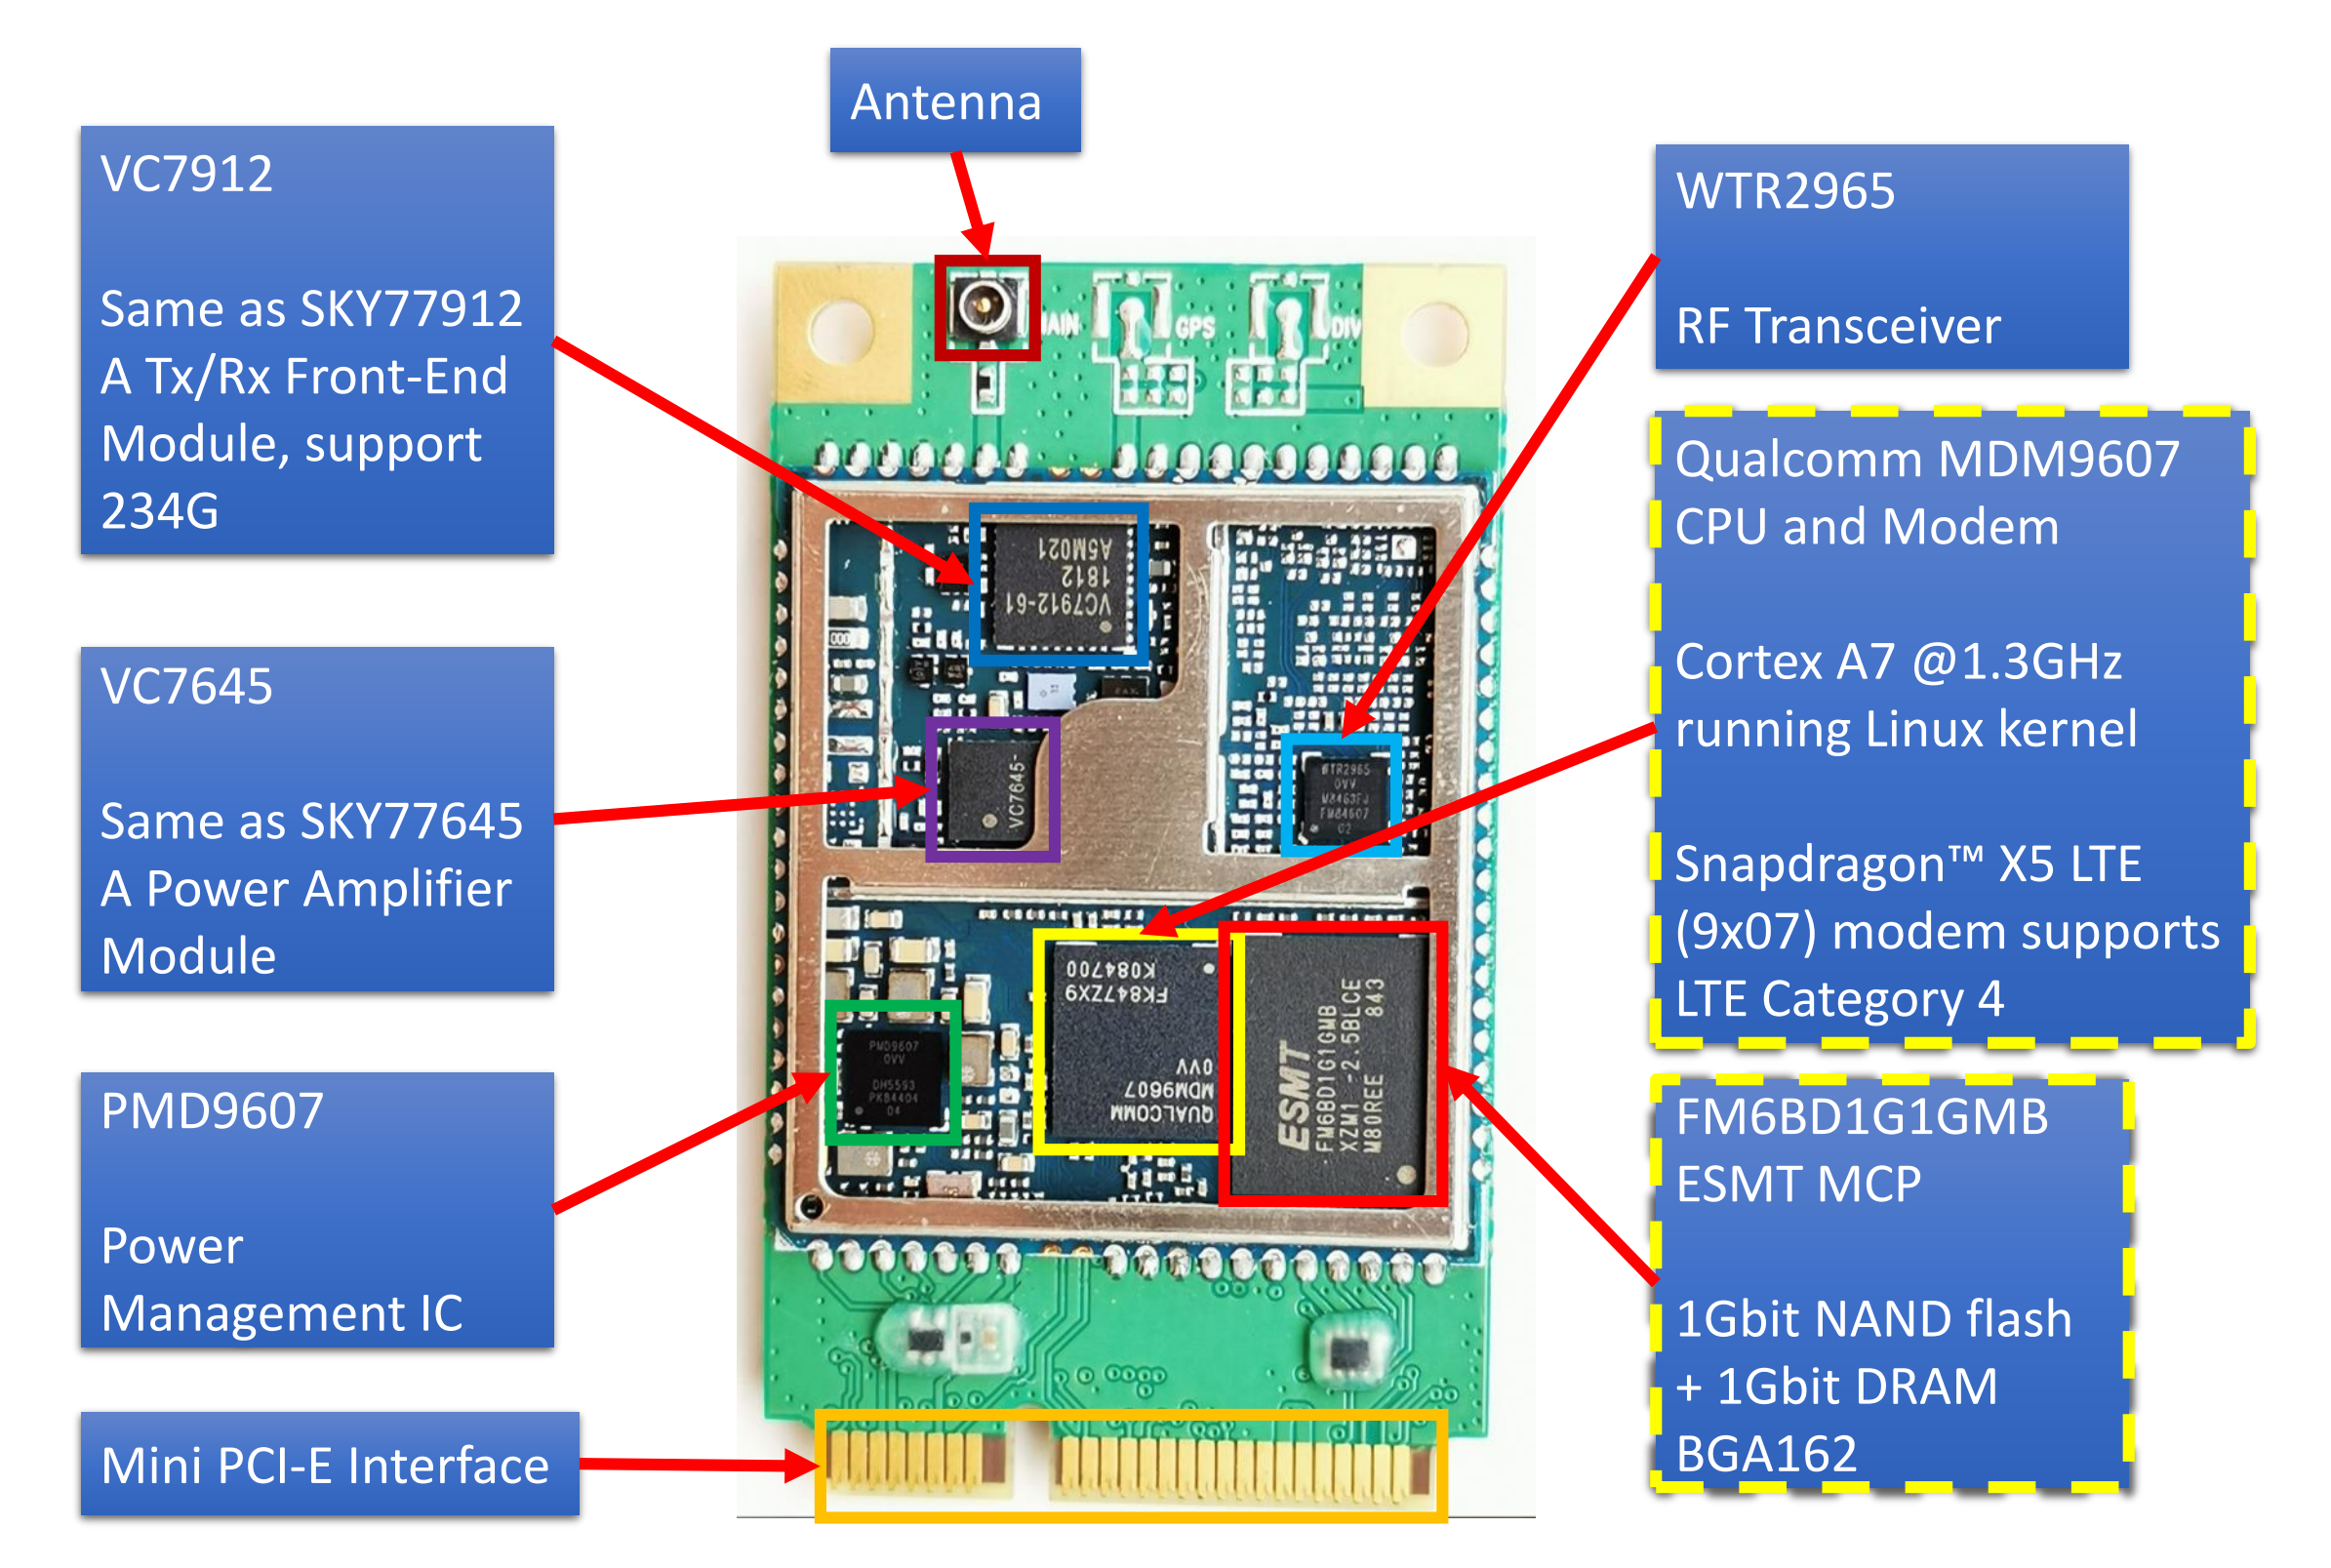 Antenna
VC7912
Same as SKY77912
A Tx/Rx Front-End
Module, support
234G
VC7645
Same as SKY77645
A Power Amplifier
Module
PMD9607
Power
Management IC
Mini PCI-E Interface
WTR2965
RF Transceiver
Qualcomm MDM9607
CPU and Modem
Cortex A7 @1.3GHz
running Linux kernel
Snapdragon™ X5 LTE
(9x07) modem supports
LTE Category 4
FM6BD1G1GMB
ESMT MCP
1Gbit NAND flash
+ 1Gbit DRAM
BGA162
GPS
DIV
VC7912-61
1812
A5M021
VC7645-
WTR2965
0VV
FM84607
02
PMD9607
0VV
DH5593
PK84404
04
QUALCOMM
MDM9607
0VV
FK847ZX9
K084700
ESMT
FM6BD1G1GMB
XZM1 -2.5BLCE
M80REE 843